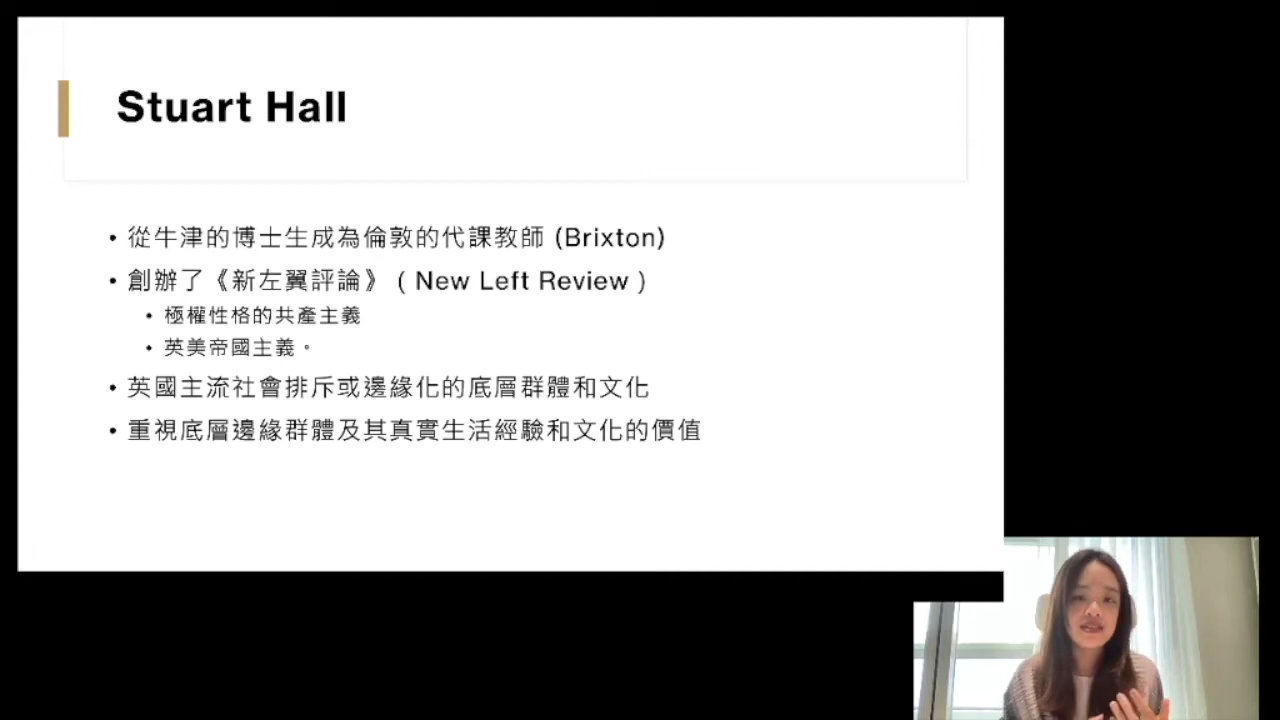 Stuart Hall
• 從牛津的博士生成為倫敦的代課教師 (Brixton)
• 創辦了《新左翼評論》( New Left Review )
• 極權性格的共產主義
• 英美帝國主義。
• 英國主流社會排斥或邊緣化的底層群體和文化
• 重視底層邊緣群體及其真實生活經驗和文化的價值